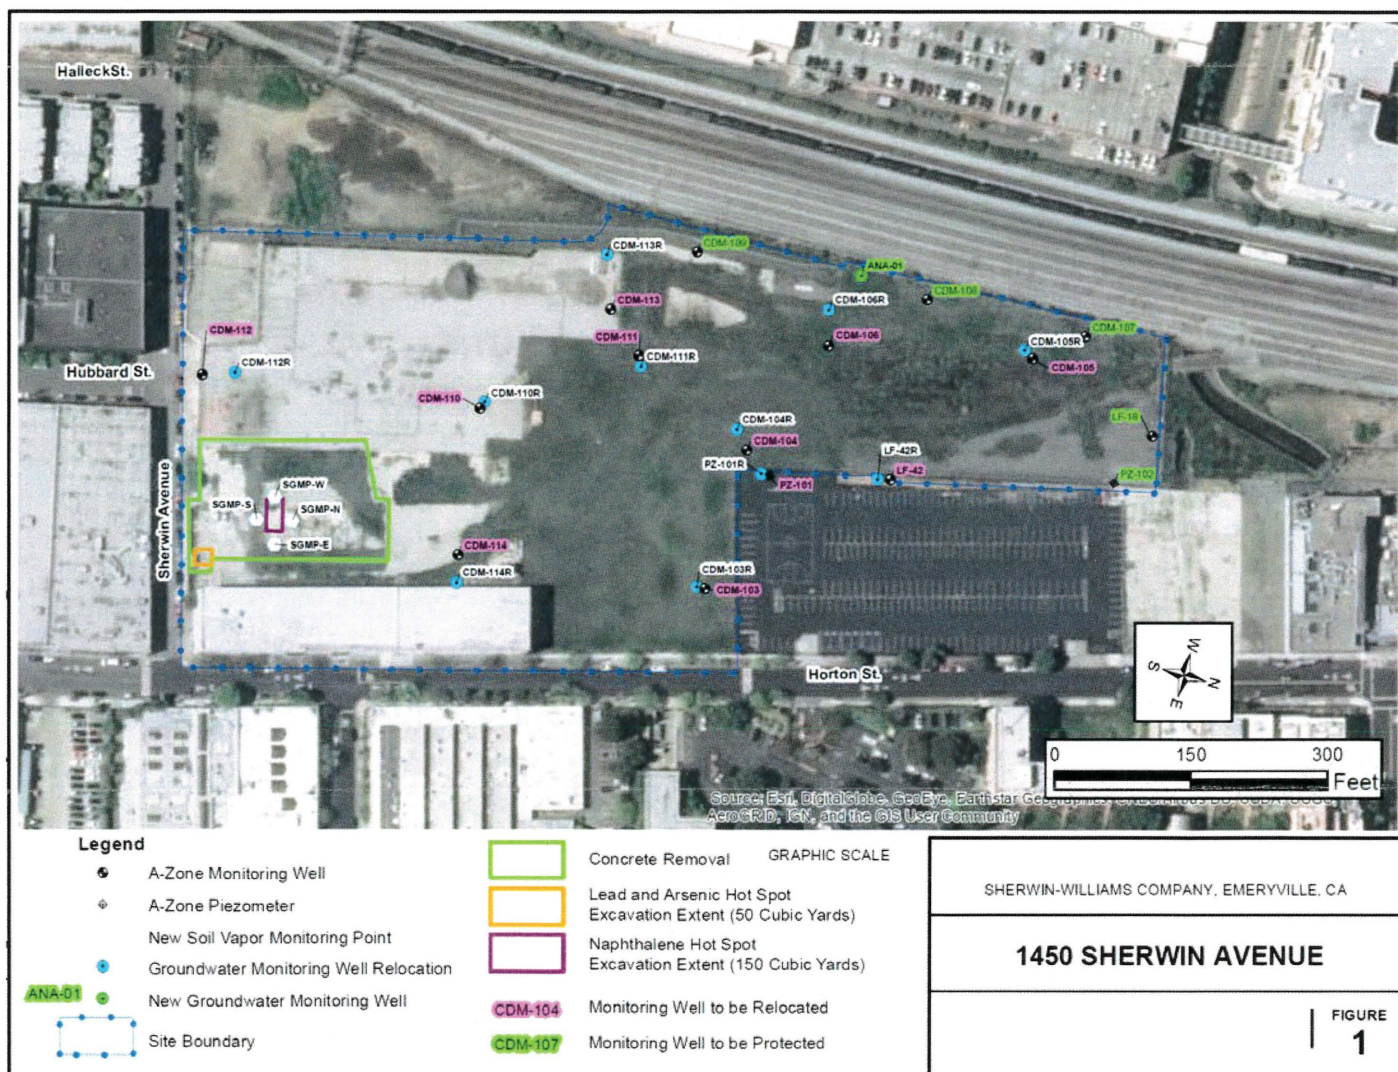 Halleck St.
CDM-113R
CDM-109
ANA-01
CDM-108
CDM-106R
CDM-113
CDM-112
CDM-111
CDM-106
CDM-107
CDM-105R
CDM-111R
CDM-105
Hubbard St.
CDM-112R
CDM-110
CDM-110R
CDM-104R
CDM-104
LF-18
LF-42R
PZ-101R
LF-42
PZ-101
PZ-102
SGMP-W
SGMP-S
SGMP-N
SGMP-E
Sherwin Avenue
CDM-114
CDM-114R
CDM-103R
CDM-103
Horton St.
W
S
N
E
0 150 300
Feet
Source: Esri, DigitalGlobe, GeoEye, Earthstar Geographics
AeroGRID, IGN, and the GIS User Community
Legend
A-Zone Monitoring Well
A-Zone Piezometer
New Soil Vapor Monitoring Point
Groundwater Monitoring Well Relocation
ANA-01
New Groundwater Monitoring Well
Site Boundary
Concrete Removal
GRAPHIC SCALE
Lead and Arsenic Hot Spot
Excavation Extent (50 Cubic Yards)
Naphthalene Hot Spot
Excavation Extent (150 Cubic Yards)
CDM-104 Monitoring Well to be Relocated
CDM-107 Monitoring Well to be Protected
SHERWIN-WILLIAMS COMPANY, EMERYVILLE, CA
1450 SHERWIN AVENUE
FIGURE
1